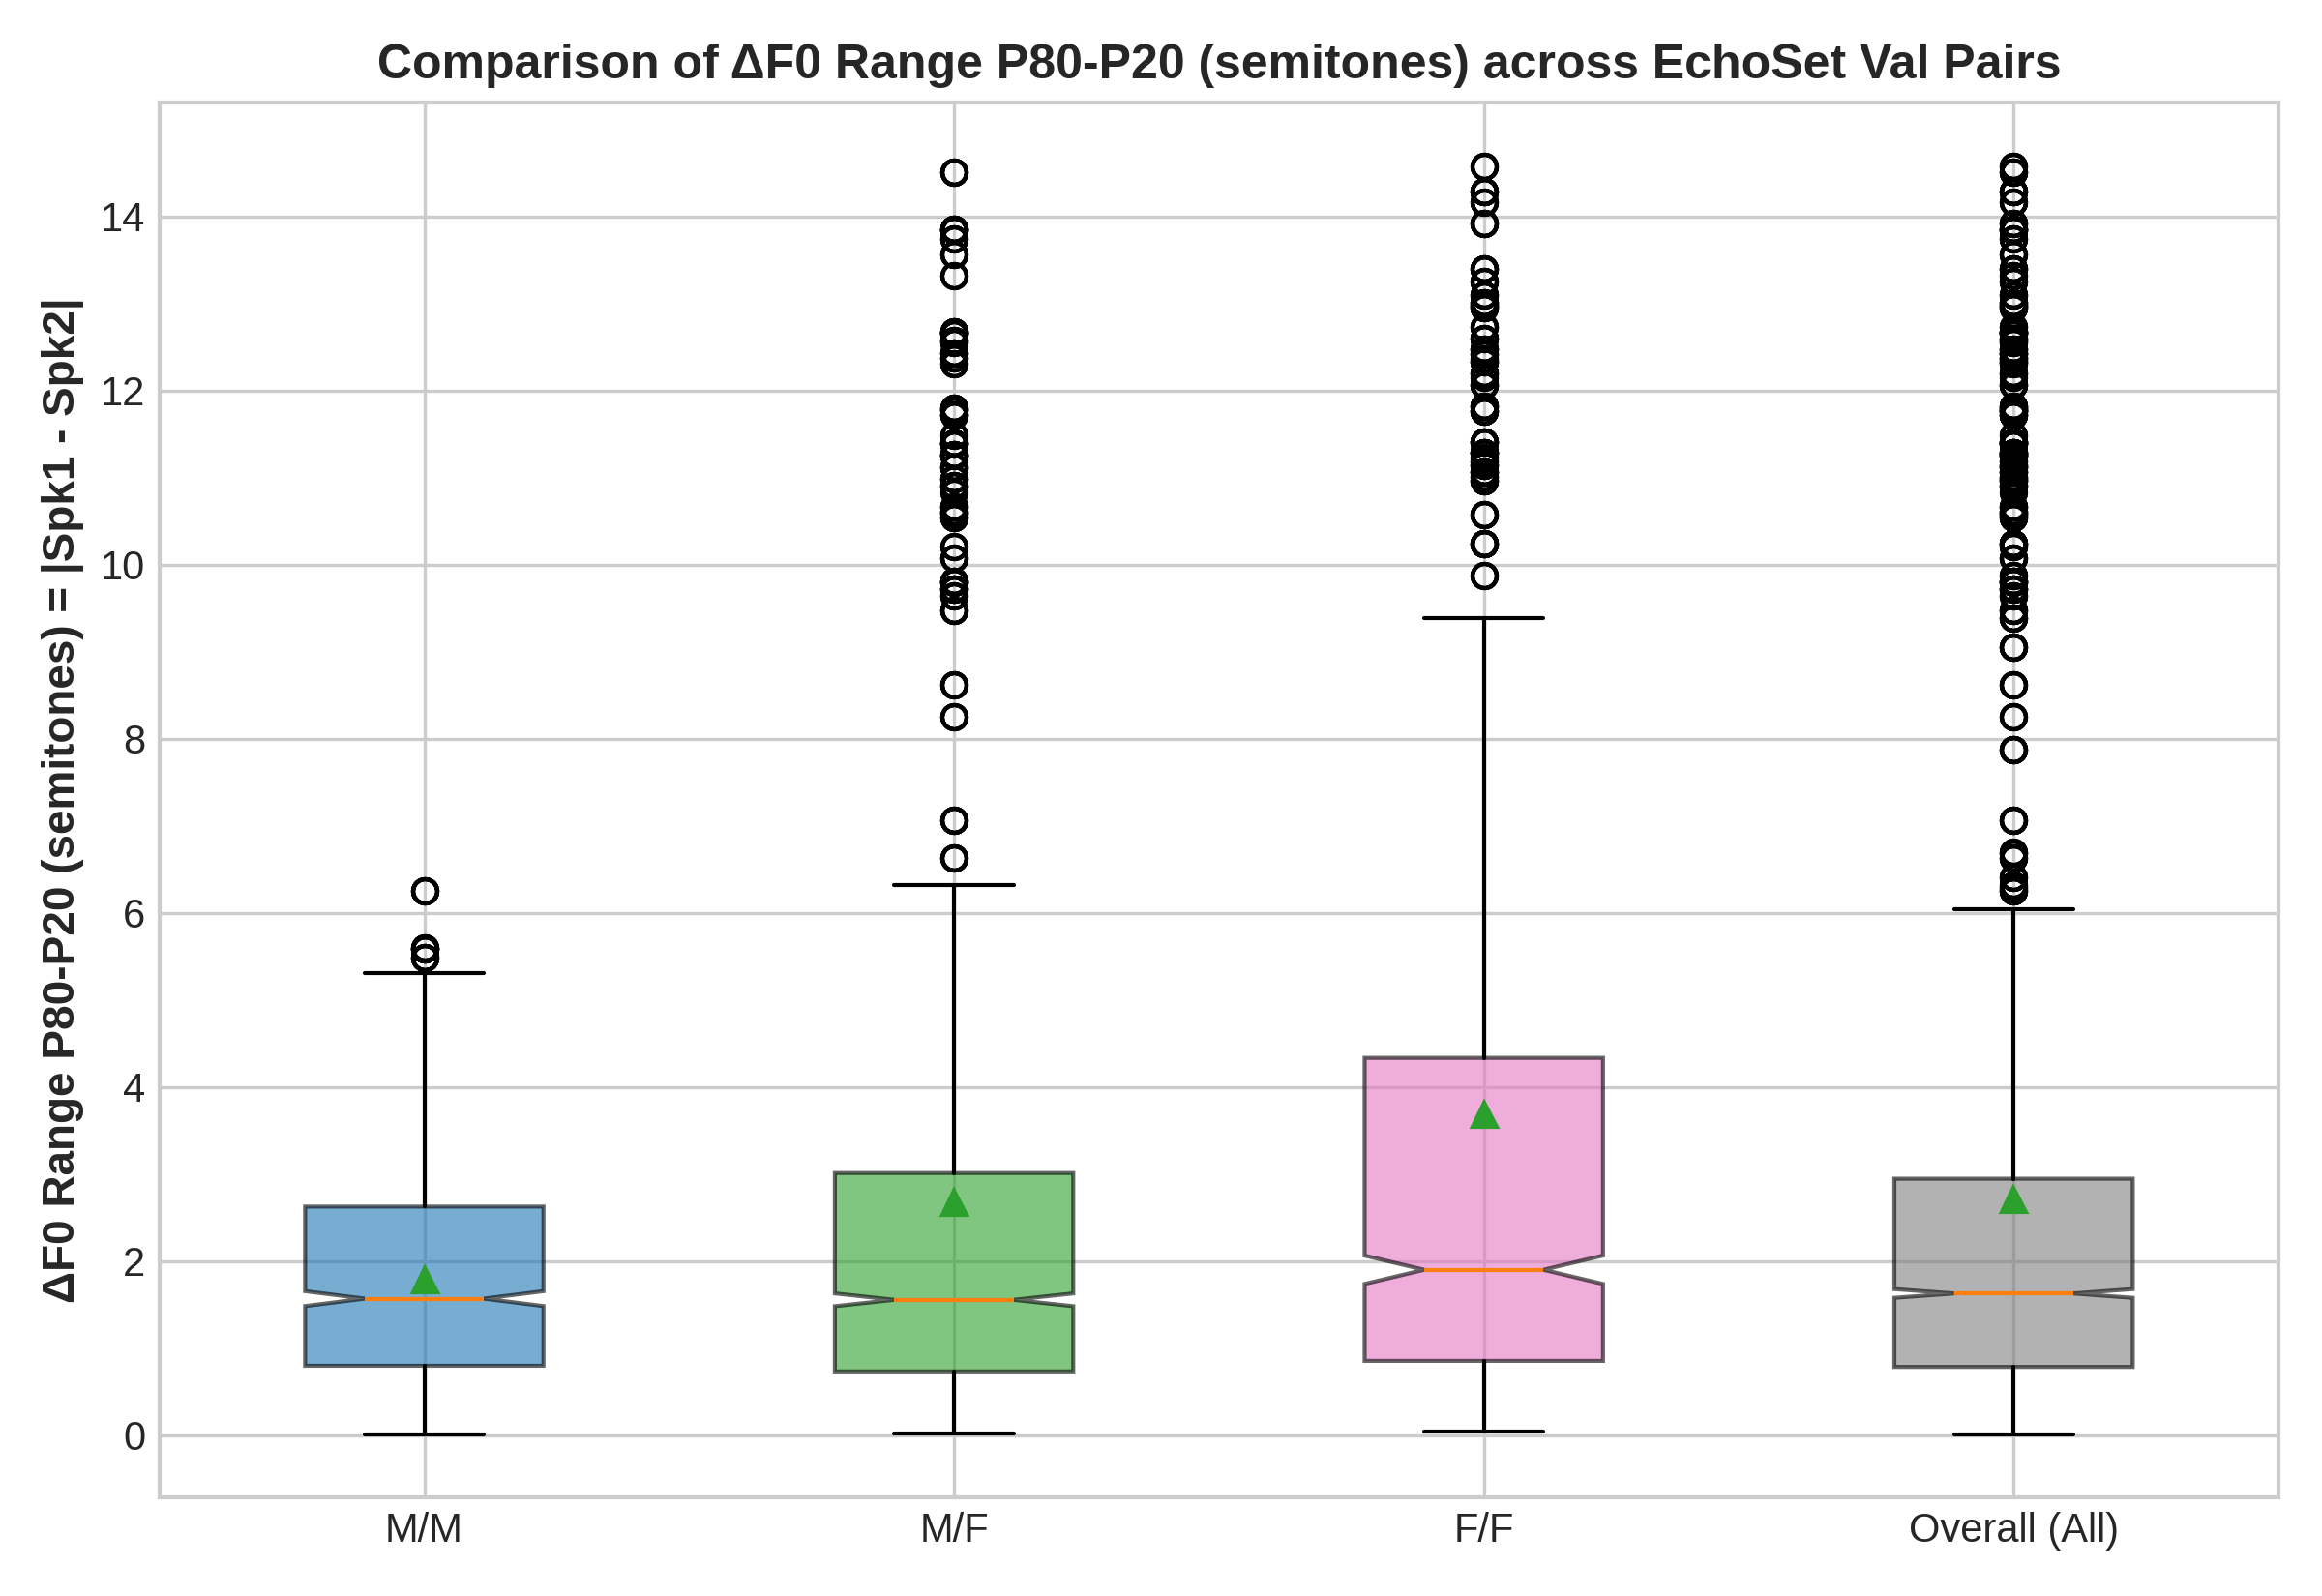 Comparison of ΔF0 Range P80-P20 (semitones) across EchoSet Val Pairs
ΔF0 Range P80-P20 (semitones) = |Spk1 - Spk2|
14
12
10
8
6
4
2
0
M/M
M/F
F/F
Overall (All)